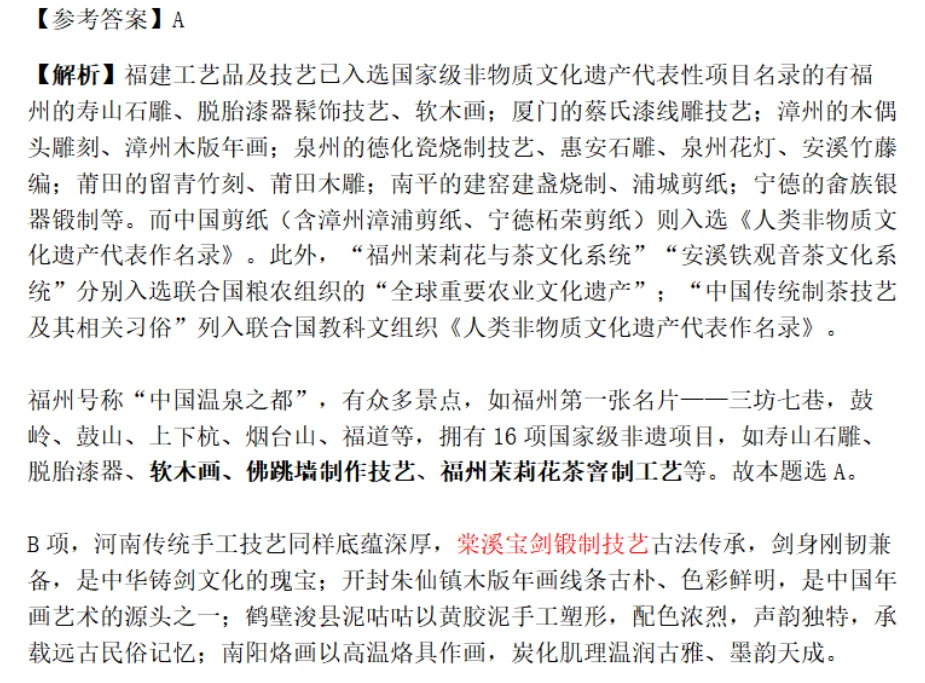 【参考答案】A
【解析】福建工艺品及技艺已入选国家级非物质文化遗产代表性项目名录的有福
州的寿山石雕、脱胎漆器髹饰技艺、软木画；厦门的蔡氏漆线雕技艺；漳州的木偶
头雕刻、漳州木版年画；泉州的德化瓷烧制技艺、惠安石雕、泉州花灯、安溪竹藤
编；莆田的留青竹刻、莆田木雕；南平的建窑建盏烧制、浦城剪纸；宁德的畲族银
器锻制等。而中国剪纸（含漳州漳浦剪纸、宁德柘荣剪纸）则入选《人类非物质文
化遗产代表作名录》。此外，“福州茉莉花与茶文化系统”“安溪铁观音茶文化系
统”分别入选联合国粮农组织的“全球重要农业文化遗产”；“中国传统制茶技艺
及其相关习俗”列入联合国教科文组织《人类非物质文化遗产代表作名录》。
福州号称“中国温泉之都”，有众多景点，如福州第一张名片——三坊七巷，鼓
岭、鼓山、上下杭、烟台山、福道等，拥有 16 项国家级非遗项目，如寿山石雕、
脱胎漆器、软木画、佛跳墙制作技艺、福州茉莉花茶窨制工艺等。故本题选 A。
B 项，河南传统手工技艺同样底蕴深厚，棠溪宝剑锻制技艺古法传承，剑身刚韧兼
备，是中华铸剑文化的瑰宝；开封朱仙镇木版年画线条古朴、色彩鲜明，是中国年
画艺术的源头之一；鹤壁浚县泥咕咕以黄胶泥手工塑形，配色浓烈，声韵独特，承
载远古民俗记忆；南阳烙画以高温烙具作画，炭化肌理温润古雅、墨韵天成。